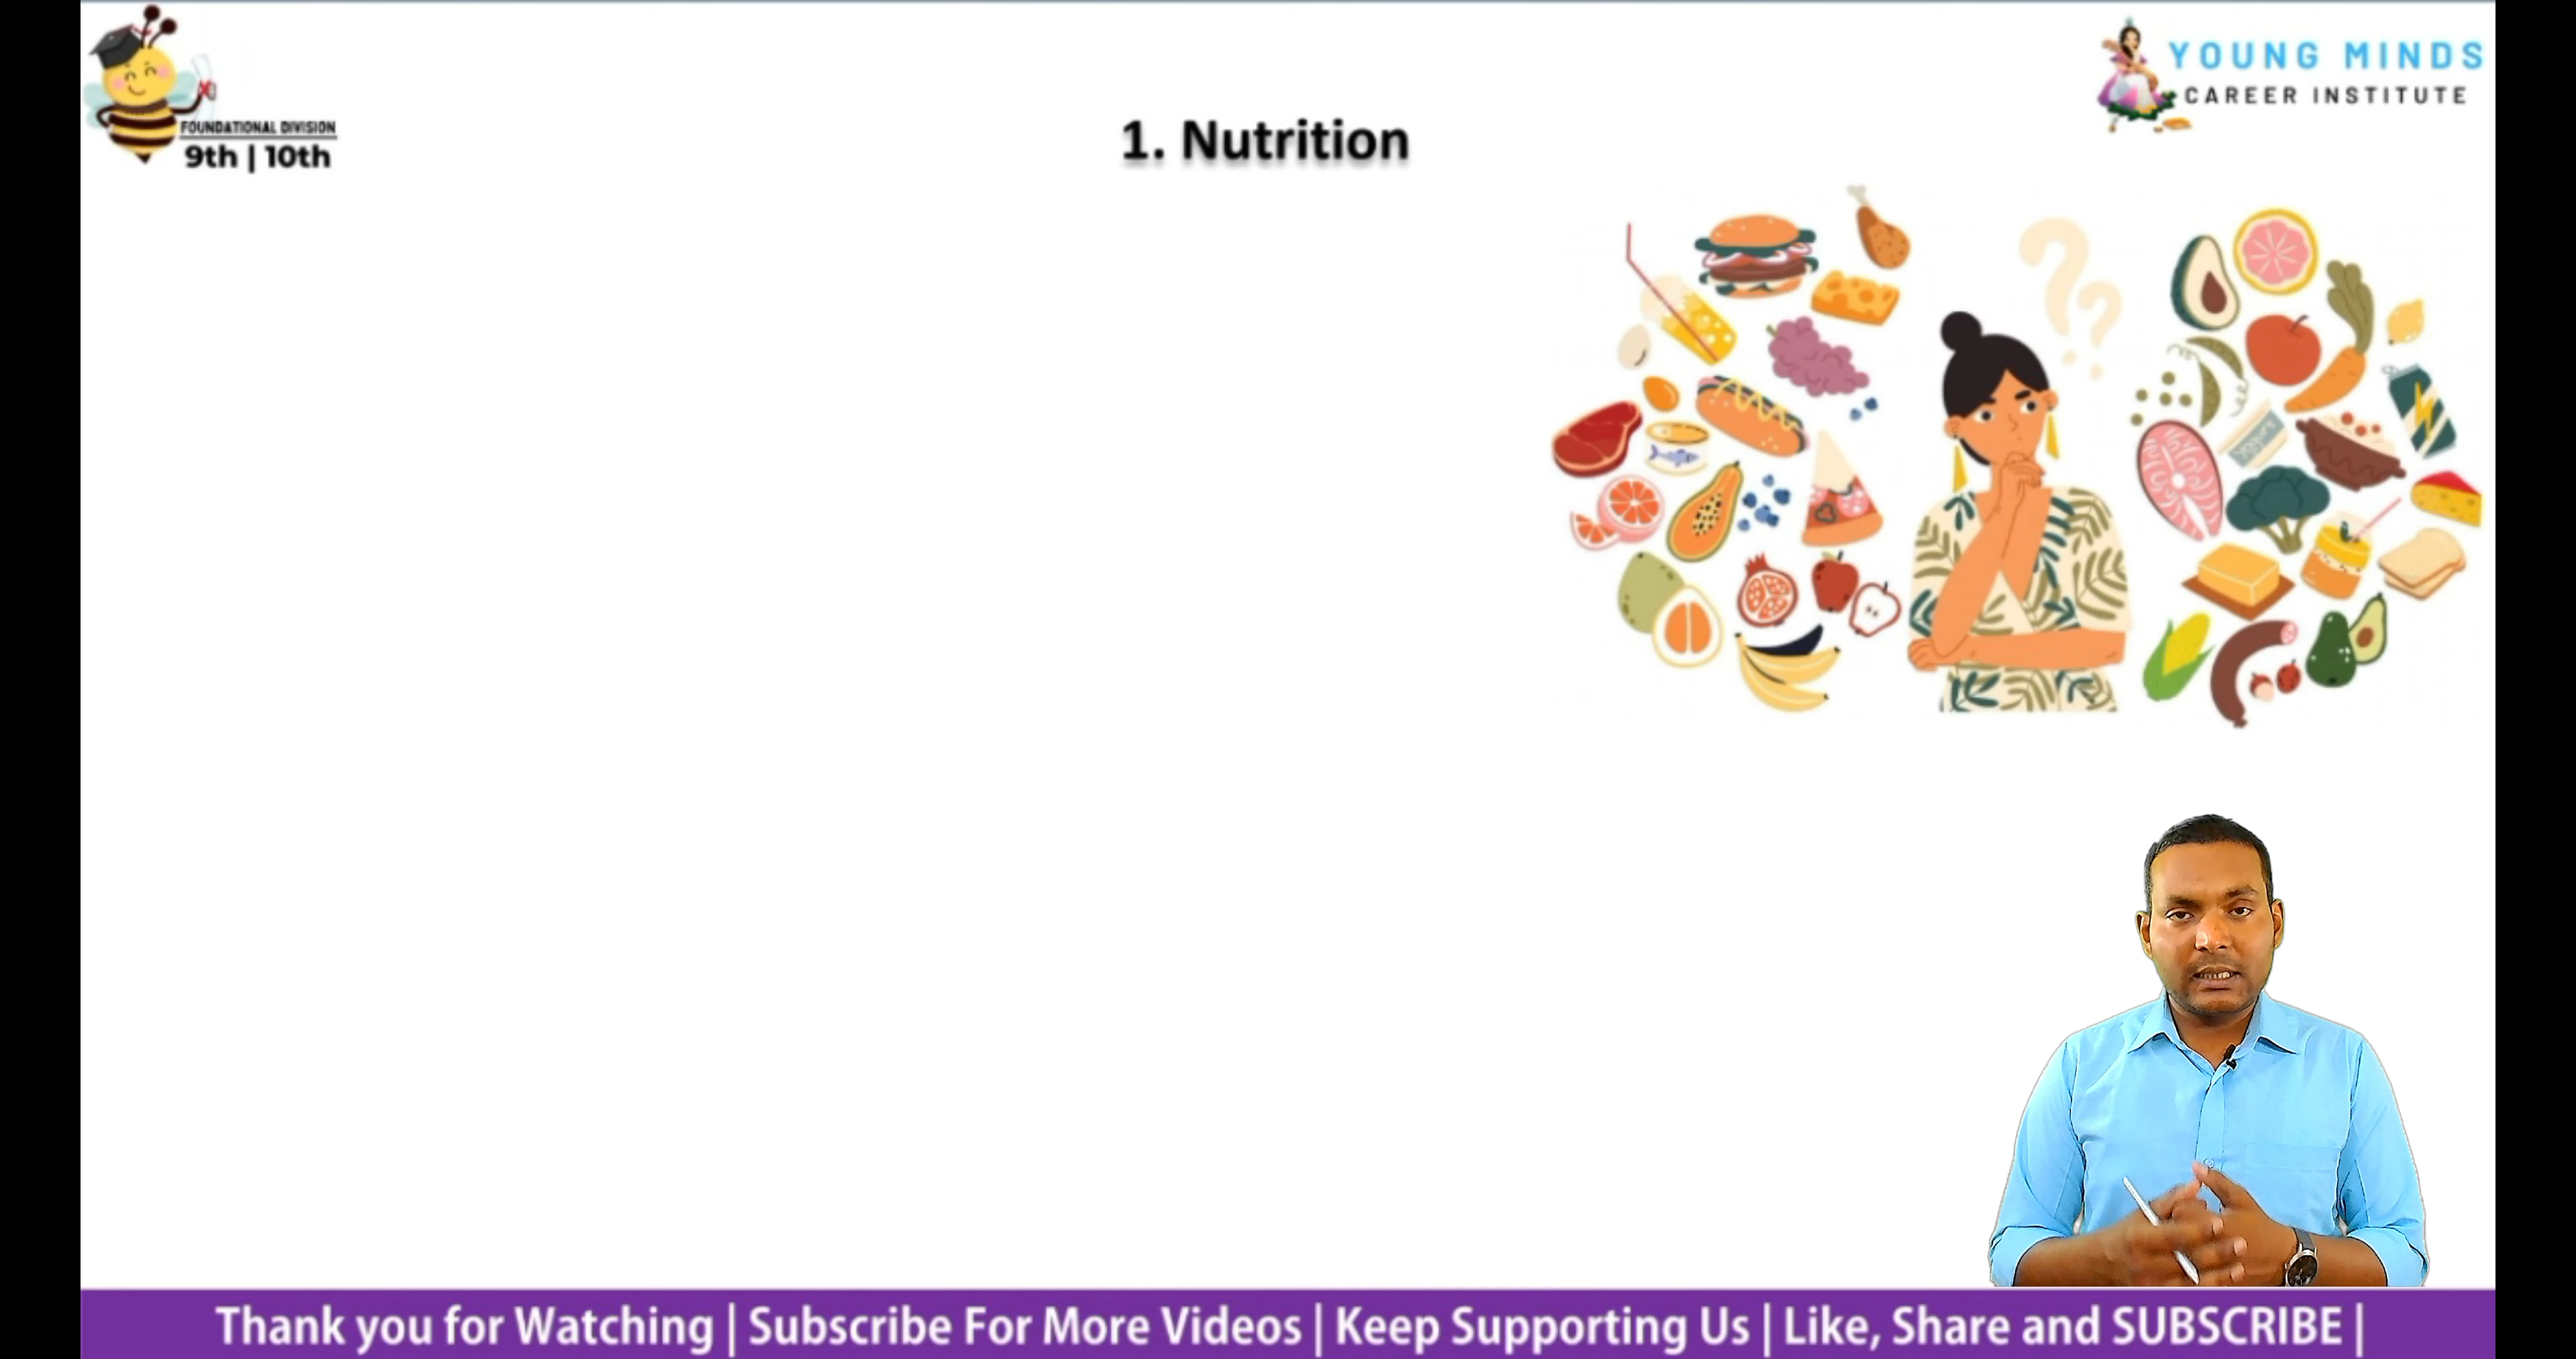 FOUNDATIONAL DIVISION
9th | 10th
YOUNG MINDS
CAREER INSTITUTE
1. Nutrition
Thank you for Watching | Subscribe For More Videos | Keep Supporting Us | Like, Share and SUBSCRIBE |